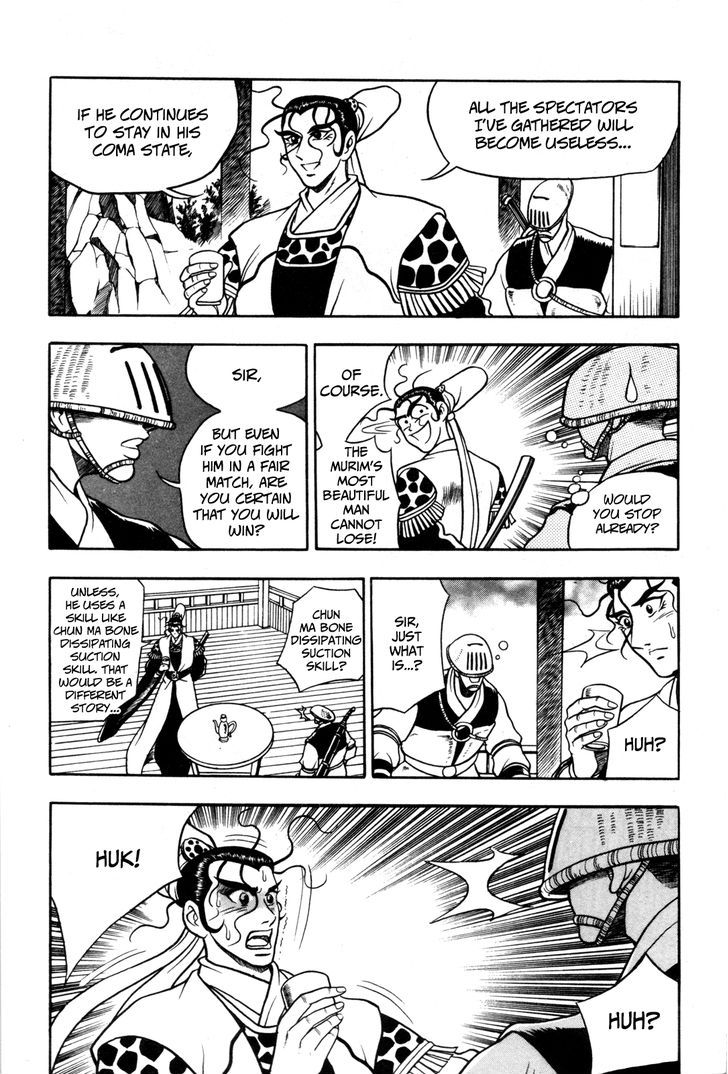 IF HE CONTINUES
TO STAY IN HIS
COMA STATE,
ALL THE SPECTATORS
I'VE GATHERED WILL
BECOME USELESS...
SIR,
BUT EVEN
IF YOU FIGHT
HIM IN A FAIR
MATCH, ARE
YOU CERTAIN
THAT YOU WILL
WIN?
OF
COURSE.
THE
MURIM'S
MOST
BEAUTIFUL
MAN
CANNOT
LOSE!
WOULD
YOU STOP
ALREADY?
UNLESS,
HE USES A
SKILL LIKE
CHUN MA BONE
DISSIPATING
SUCTION
SKILL. THAT
WOULD BE A
DIFFERENT
STORY...
CHUN
MA BONE
DISSIPATING
SUCTION
SKILL?
SIR,
JUST
WHAT
IS...?
HUH?
HUK!
HUH?